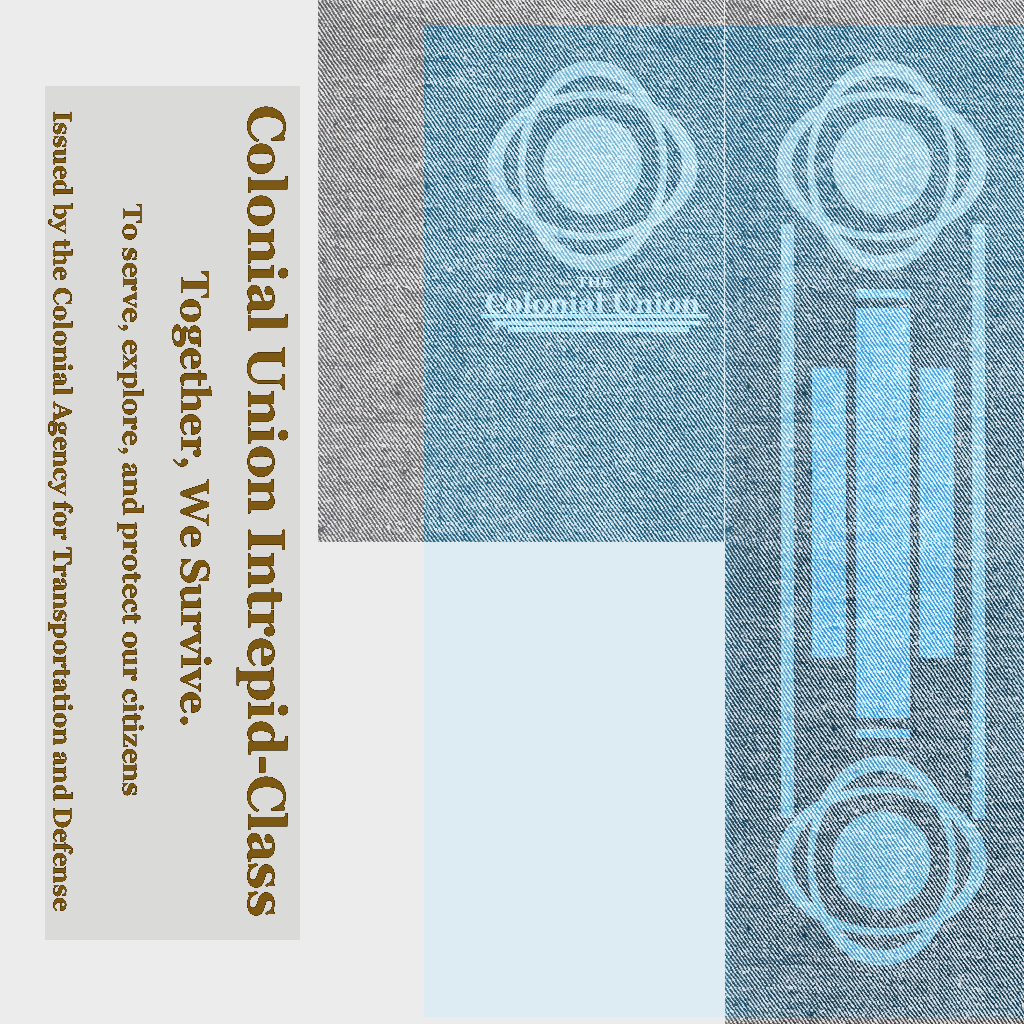 Colonial Union Intrepid-Class
Together, We Survive.
To serve, explore, and protect our citizens
Issued by the Colonial Agency for Transportation and Defense
THE
Colonial Union